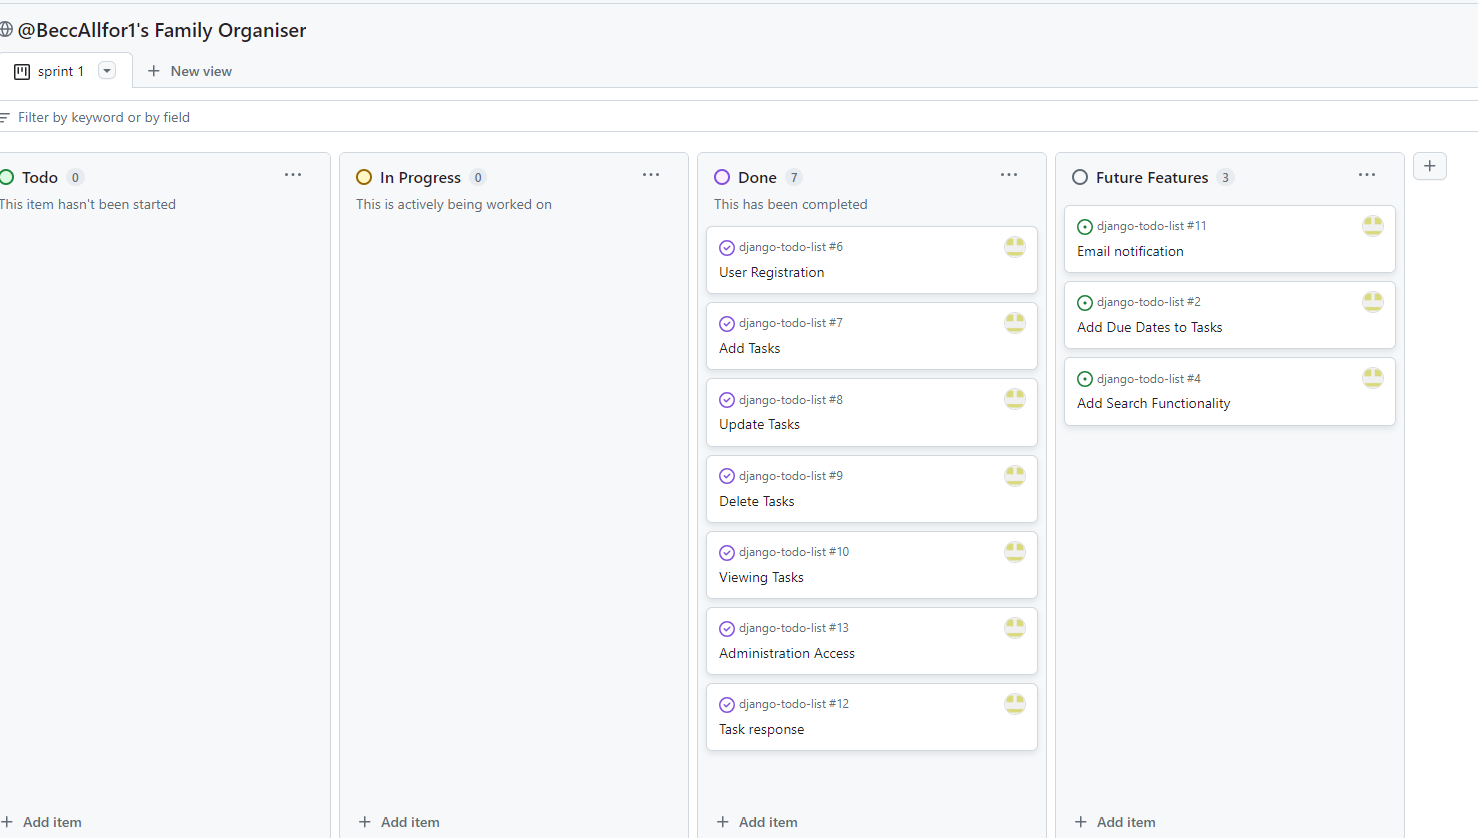 @BeccAllfor1's Family Organiser
sprint 1
New view
Filter by keyword or by field
Todo 0
This item hasn't been started
Add item
In Progress 0
This is actively being worked on
Add item
Done 7
This has been completed
django-todo-list #6
User Registration
django-todo-list #7
Add Tasks
django-todo-list #8
Update Tasks
django-todo-list #9
Delete Tasks
django-todo-list #10
Viewing Tasks
django-todo-list #13
Administration Access
django-todo-list #12
Task response
Add item
Future Features 3
django-todo-list #11
Email notification
django-todo-list #2
Add Due Dates to Tasks
django-todo-list #4
Add Search Functionality
Add item